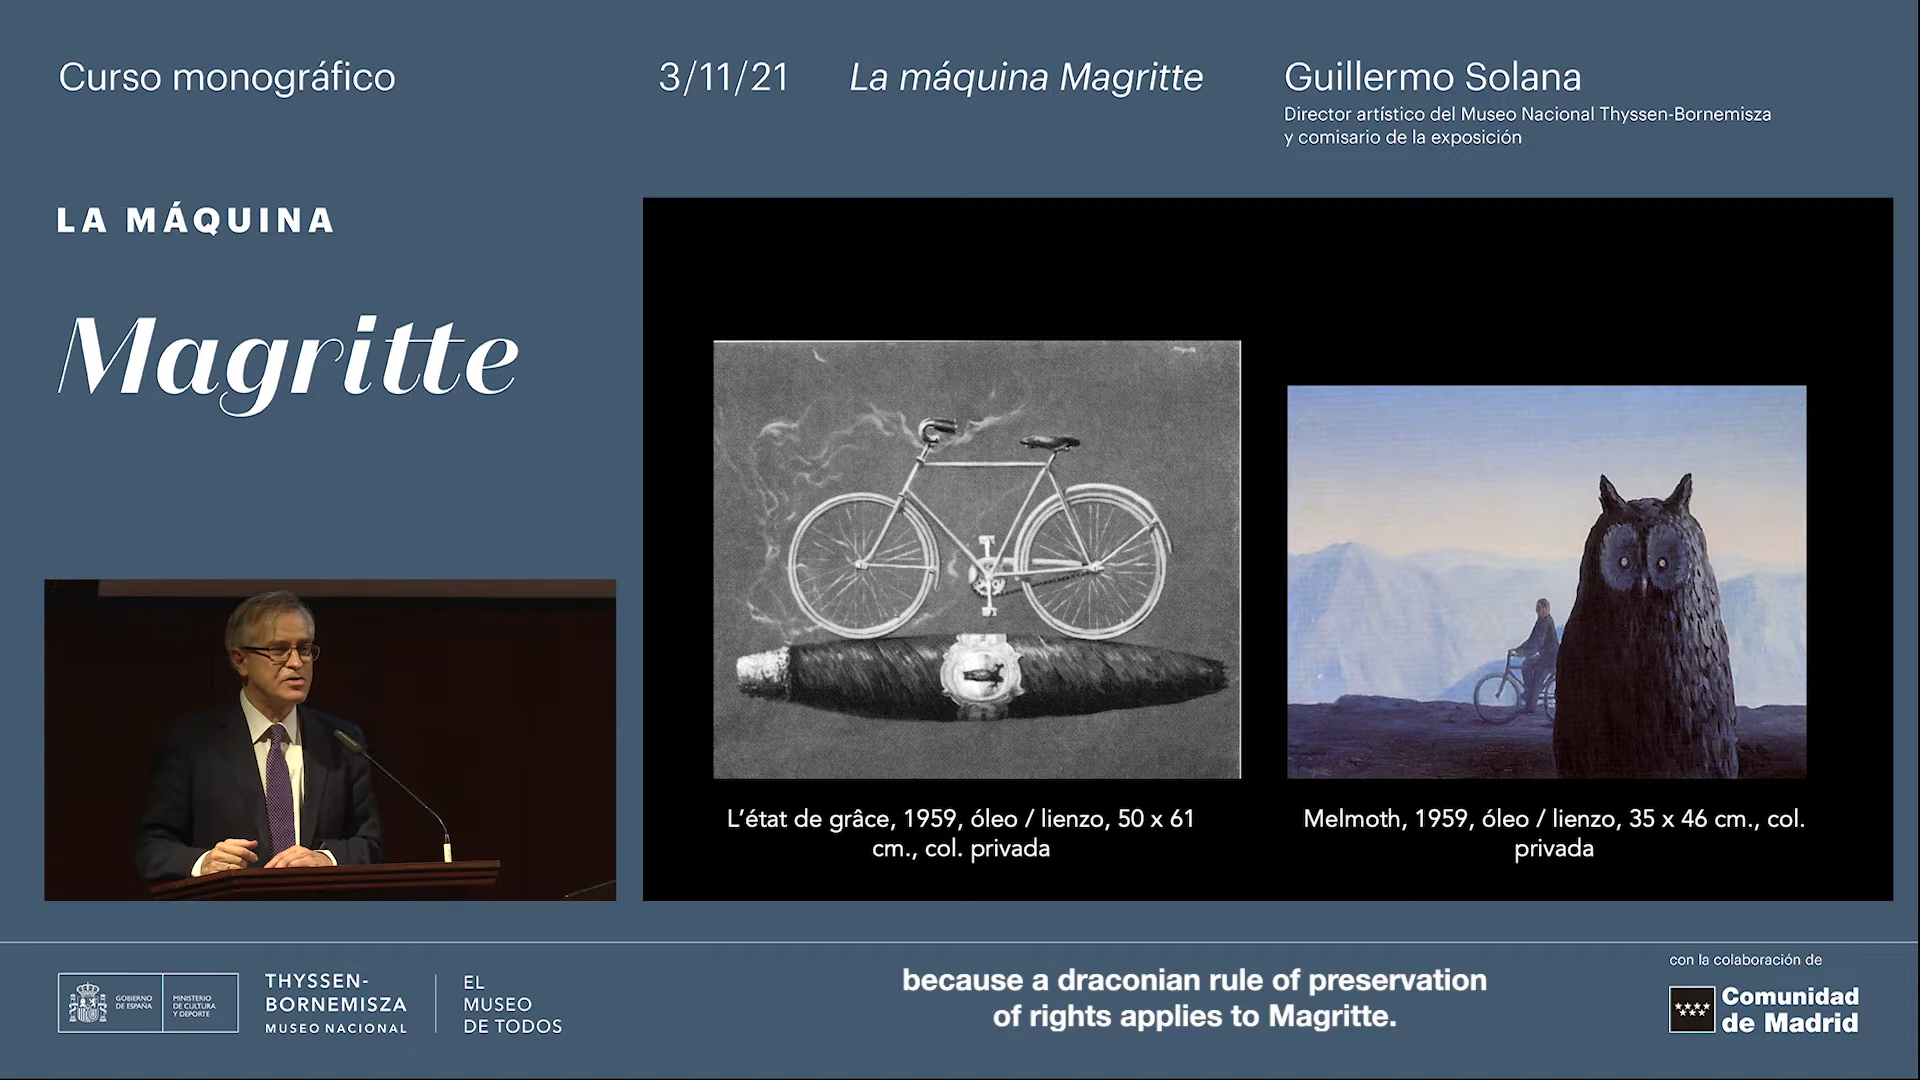 Curso monográfico
3/11/21
La máquina Magritte
Guillermo Solana
Director artístico del Museo Nacional Thyssen-Bornemisza
y comisario de la exposición
LA MÁQUINA
Magritte
L’état de grâce, 1959, óleo / lienzo, 50 x 61
cm., col. privada
Melmoth, 1959, óleo / lienzo, 35 x 46 cm., col.
privada
GOBIERNO
DE ESPAÑA
MINISTERIO
DE CULTURA
Y DEPORTE
THYSSEN-
BORNEMISZA
MUSEO NACIONAL
EL
MUSEO
DE TODOS
because a draconian rule of preservation
of rights applies to Magritte.
con la colaboración de
Comunidad
de Madrid